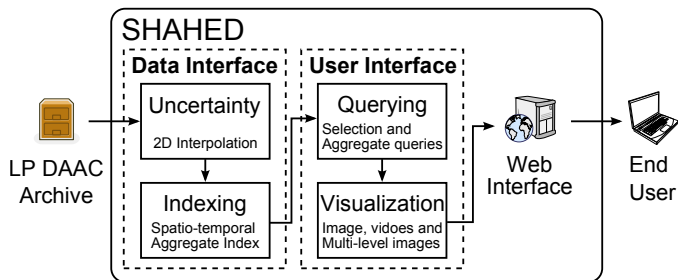 SHAHED
Data Interface
User Interface
LP DAAC
Archive
Uncertainty
2D Interpolation
Indexing
Spatio-temporal
Aggregate Index
Querying
Selection and
Aggregate queries
Visualization
Image, vidoes and
Multi-level images
Web
Interface
End
User